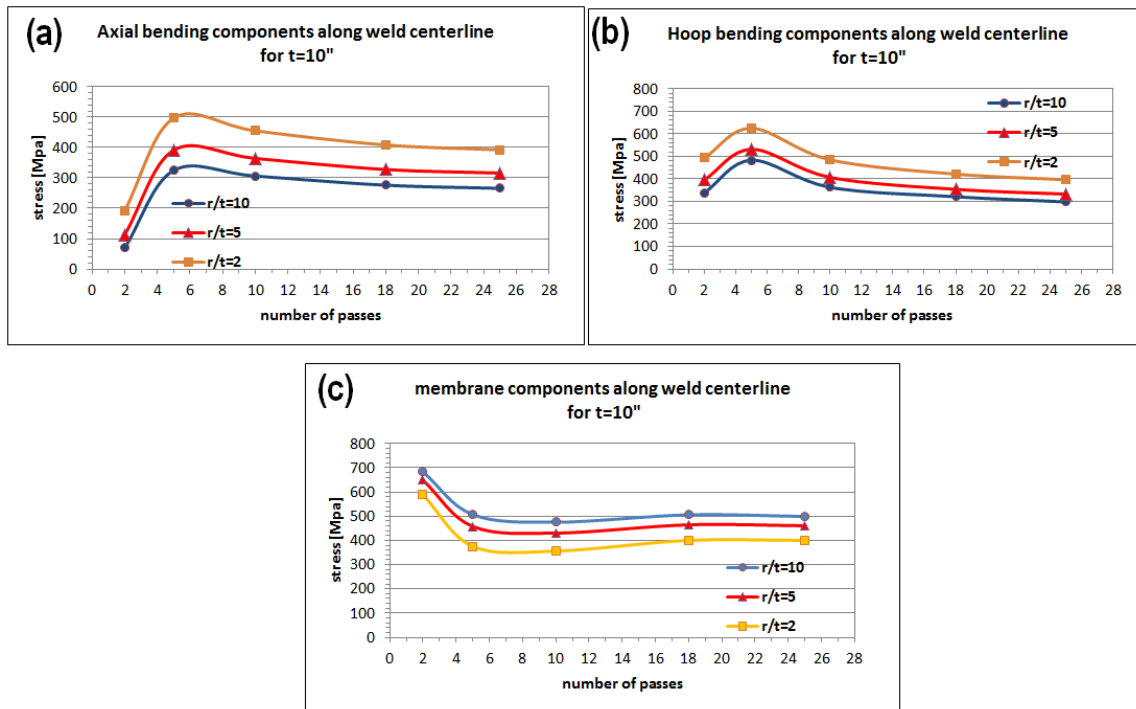 (a)
Axial bending components along weld centerline
for t=10"
600
500
400
300
200
100
0
stress [Mpa]
r/t=10
r/t=5
r/t=2
0 2 4 6 8 10 12 14 16 18 20 22 24 26 28
number of passes
(b)
Hoop bending components along weld centerline
for t=10"
800
700
600
500
400
300
200
100
0
stress [Mpa]
r/t=10
r/t=5
r/t=2
0 2 4 6 8 10 12 14 16 18 20 22 24 26 28
number of passes
(c)
membrane components along weld centerline
for t=10"
800
700
600
500
400
300
200
100
0
stress [Mpa]
r/t=10
r/t=5
r/t=2
0 2 4 6 8 10 12 14 16 18 20 22 24 26 28
number of passes